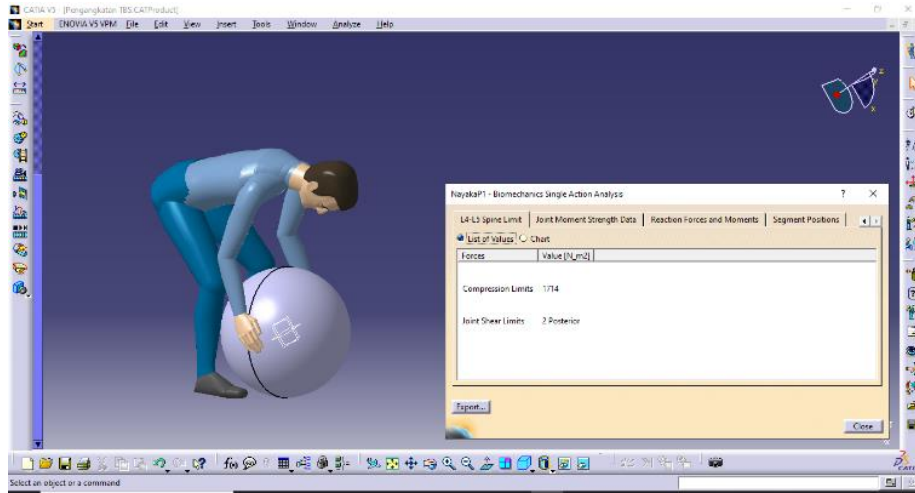 CATIA V5 - [Pengangkatan TBS.CATProduct]
Start ENOVIA V5 VPM File Edit View Insert Tools Window Analyze Help
z
x
NayakaP1 - Biomechanics Single Action Analysis ? ×
L4-L5 Spine Limit Joint Moment Strength Data Reaction Forces and Moments Segment Positions
List of Values Chart
Forces Value [N_m2]
Compression Limits 1714
Joint Shear Limits 2 Posterior
Export...
Close
Select an object or a command
CATIA